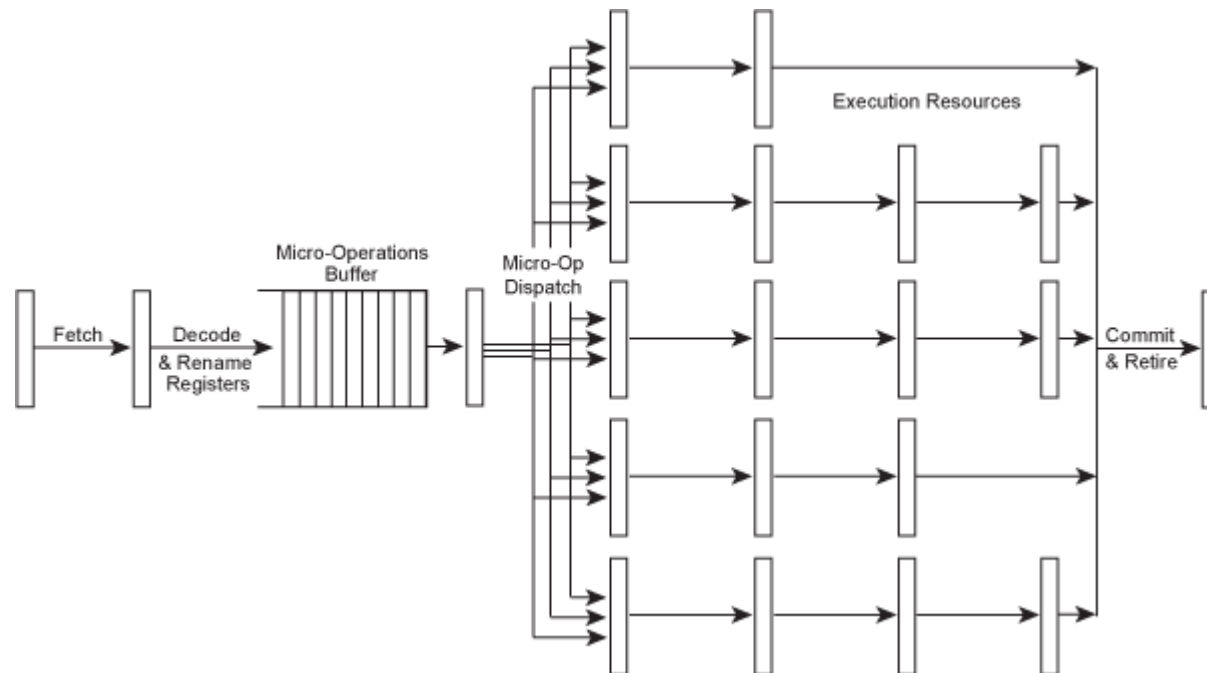 Execution Resources
Micro-Operations
Buffer
Micro-Op
Dispatch
Fetch
Decode
& Rename
Registers
Commit
& Retire